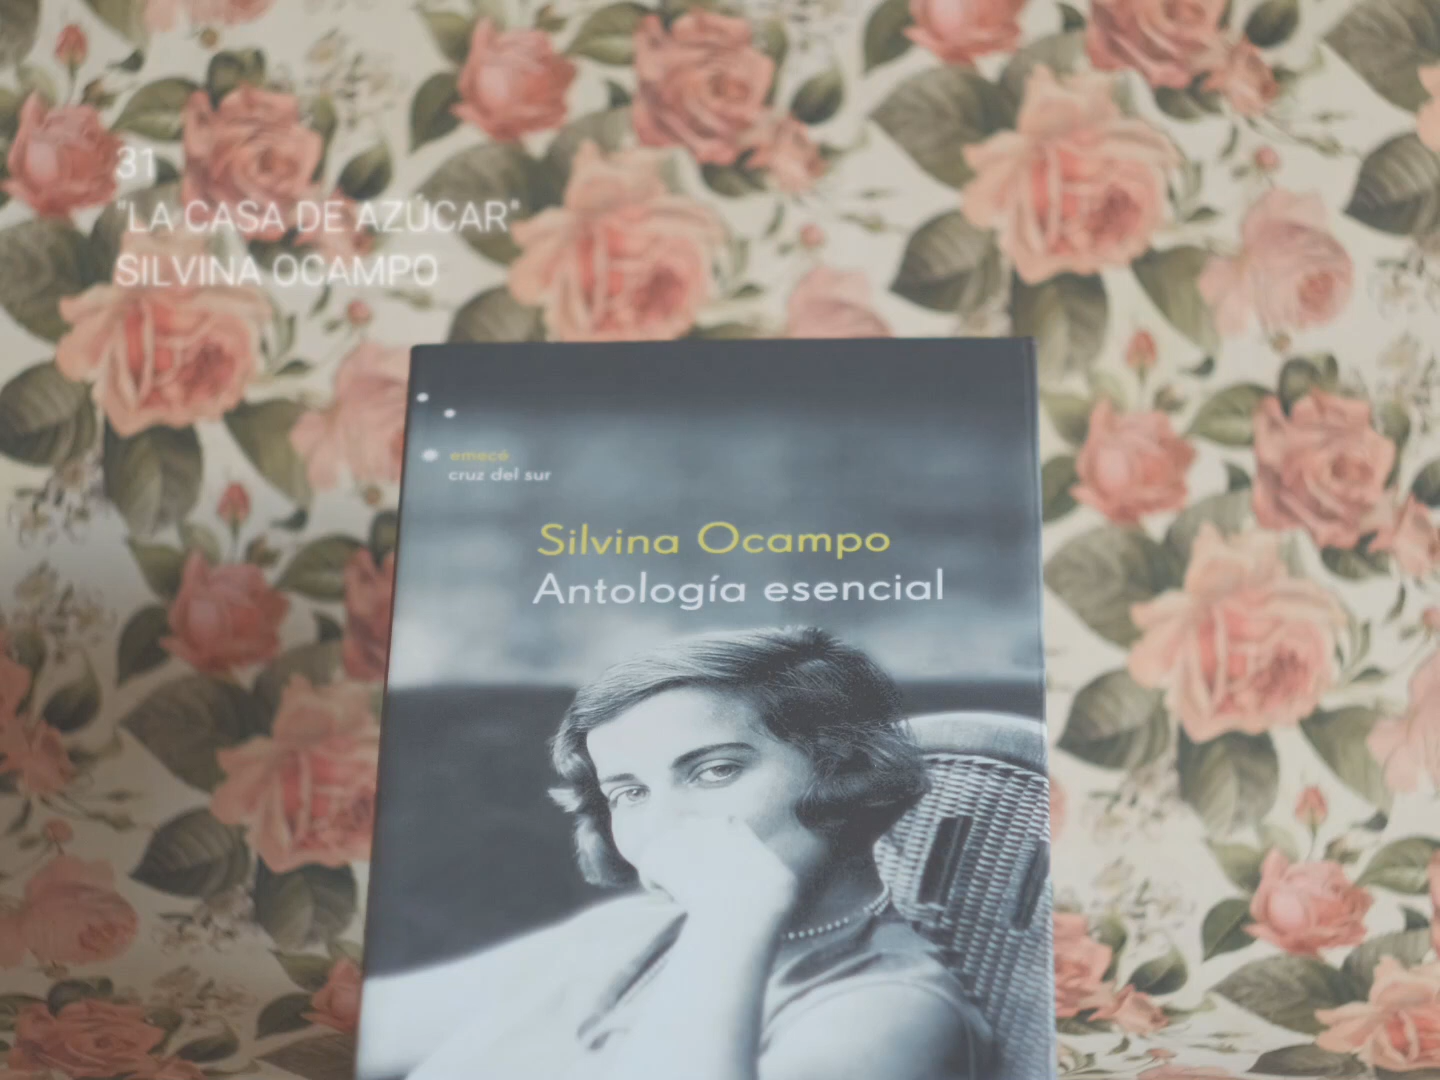 31
"LA CASA DE AZÚCAR"
SILVINA OCAMPO
emecé
cruz del sur
Silvina Ocampo
Antología esencial